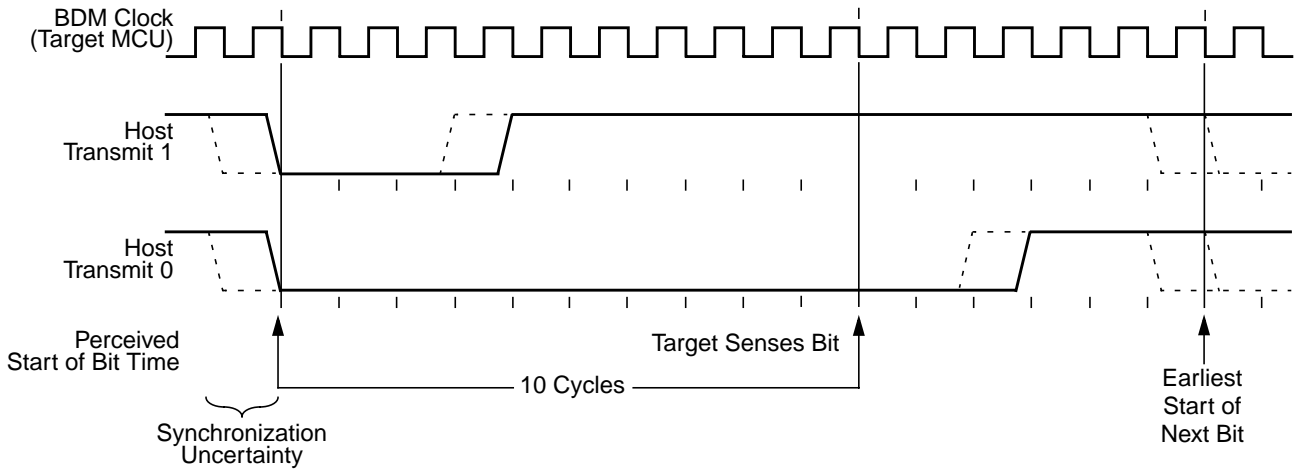 BDM Clock
(Target MCU)
Host
Transmit 1
Host
Transmit 0
Perceived
Start of Bit Time
Target Senses Bit
10 Cycles
Earliest
Start of
Next Bit
Synchronization
Uncertainty